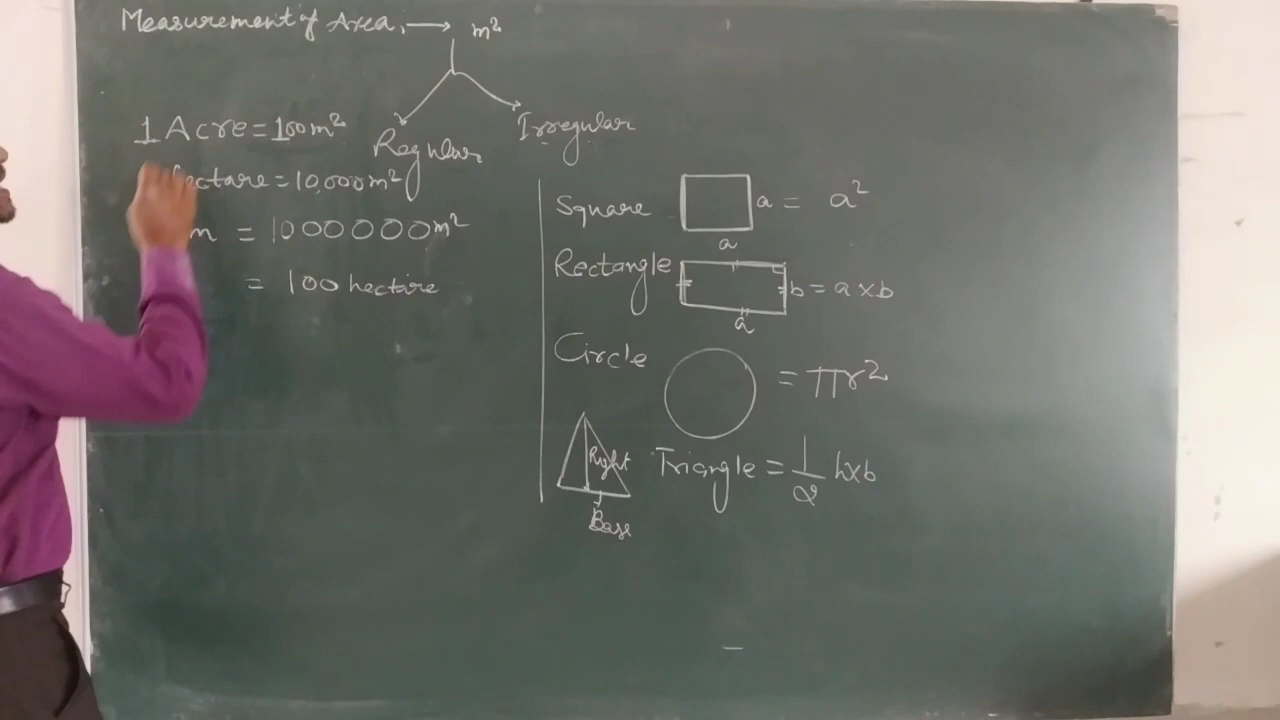 Measurement of Area → m²
Regular
Irregular
1 Acre = 100m²
hectare = 10,000m²
m = 1000000m²
= 100 hectire
Square a = a²
a
Rectangle b = a × b
a
Circle = πr²
Right
Base
Triangle = 1/2 h×b